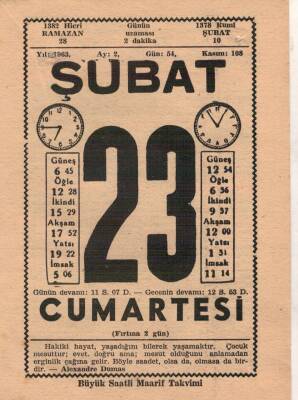 1382 Hicri
RAMAZAN
28
Günün
uzaması
2 dakika
1378 Rumî
ŞUBAT
10
Yıl: 1963, Ay: 2, Gün: 54, Kasım: 108
ŞUBAT
23
Güneş
6 45
Öğle
12 28
İkindi
15 29
Akşam
17 52
Yatsı
19 22
İmsak
5 06
Güneş
12 54
Öğle
6 36
İkindi
9 37
Akşam
12 00
Yatsı
1 31
İmsak
11 14
Günün devamı: 11 S. 07 D. — Gecenin devamı: 12 S. 53 D.
CUMARTESİ
(Fırtına 2 gün)
Hakikî hayat, yaşadığını bilerek yaşamaktır, Çocuk
mesuttur; evet, doğru ama; mesut olduğunu anlamadan
erginlik çağına gelir. Böyle saadet, olsa da, olmasa da bir-
dir. — Alexandre Dumas
Büyük Saatli Maarif Takvimi